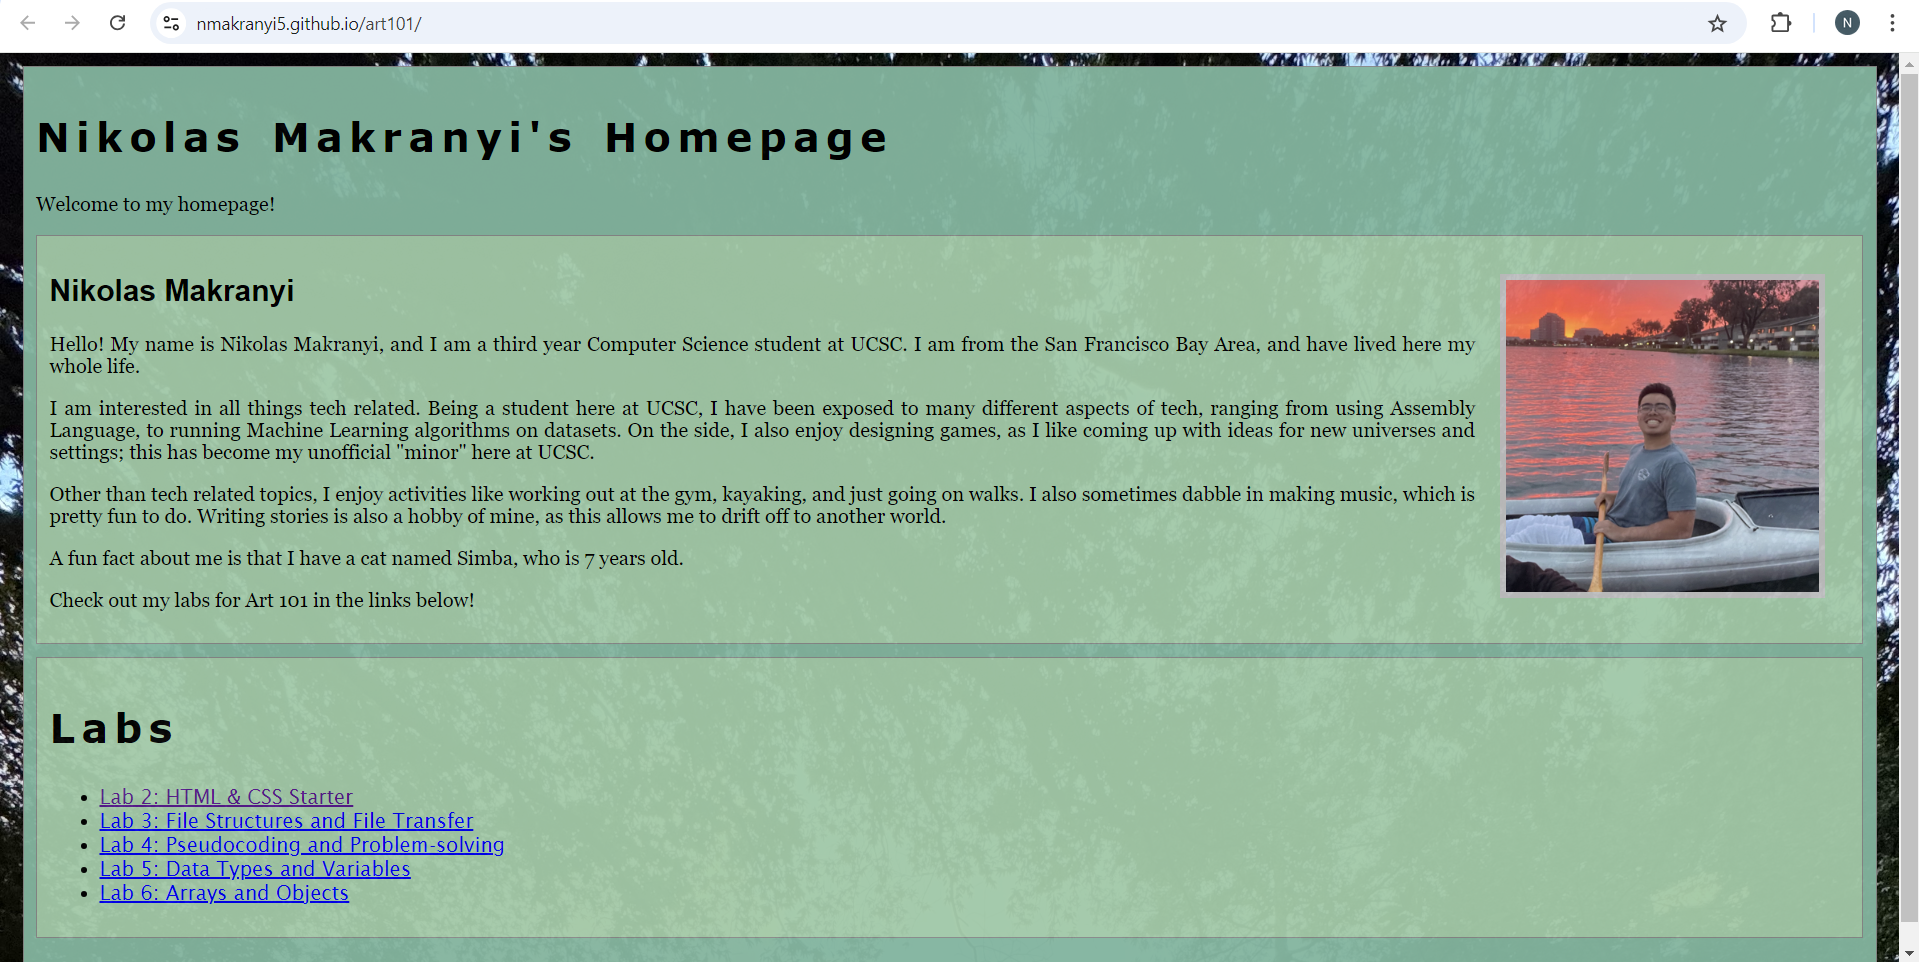 nmakranyi5.github.io/art101/
N
Nikolas Makranyi's Homepage
Welcome to my homepage!
Nikolas Makranyi
Hello! My name is Nikolas Makranyi, and I am a third year Computer Science student at UCSC. I am from the San Francisco Bay Area, and have lived here my
whole life.
I am interested in all things tech related. Being a student here at UCSC, I have been exposed to many different aspects of tech, ranging from using Assembly
Language, to running Machine Learning algorithms on datasets. On the side, I also enjoy designing games, as I like coming up with ideas for new universes and
settings; this has become my unofficial "minor" here at UCSC.
Other than tech related topics, I enjoy activities like working out at the gym, kayaking, and just going on walks. I also sometimes dabble in making music, which is
pretty fun to do. Writing stories is also a hobby of mine, as this allows me to drift off to another world.
A fun fact about me is that I have a cat named Simba, who is 7 years old.
Check out my labs for Art 101 in the links below!
Labs
Lab 2: HTML & CSS Starter
Lab 3: File Structures and File Transfer
Lab 4: Pseudocoding and Problem-solving
Lab 5: Data Types and Variables
Lab 6: Arrays and Objects